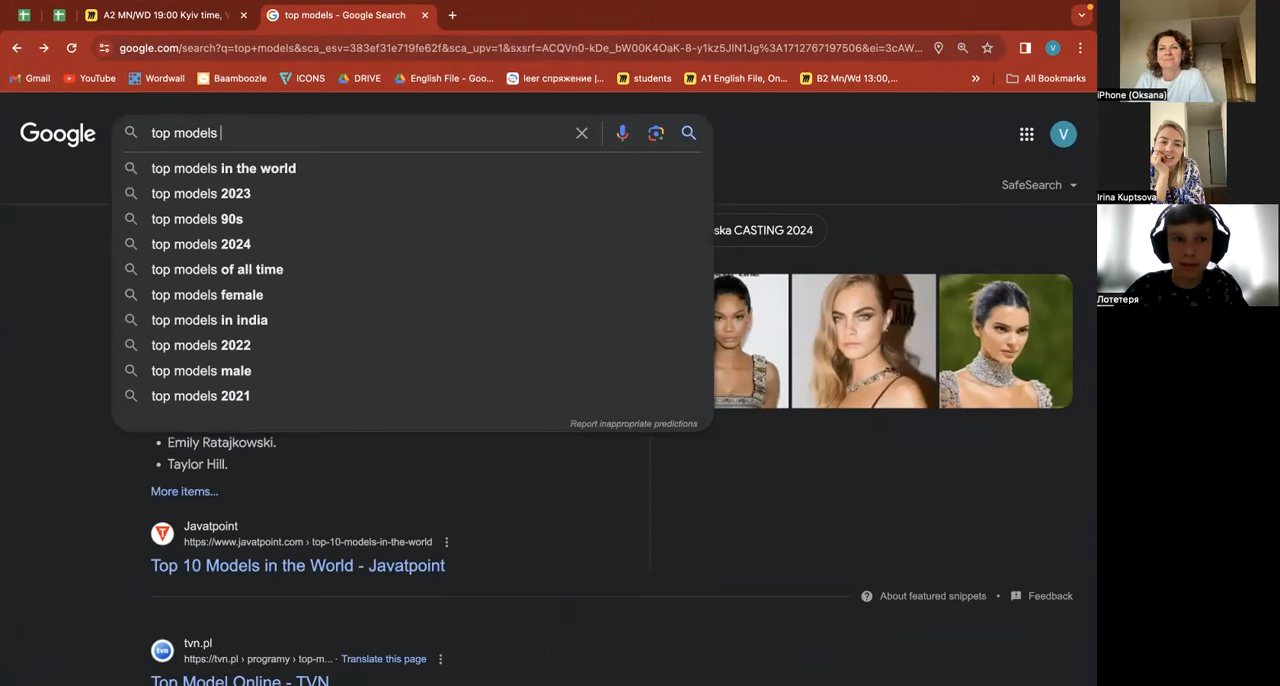 A2 MN/WD 19:00 Kyiv time, V
top models - Google Search
google.com/search?q=top+models&sca_esv=383ef31e719fe62f&sca_upv=1&sxsrf=ACQVn0-kDe_bW00K4OaK-8-y1kz5JlN1Jg%3A1712767197506&ei=3cAW...
Gmail
YouTube
Wordwall
Bamboozle
ICONS
DRIVE
English File - Goo...
leer спряжение |...
students
A1 English File, On...
B2 Mn/Wd 13:00,...
»
All Bookmarks
Google
top models
V
SafeSearch
top models in the world
top models 2023
top models 90s
top models 2024
top models of all time
top models female
top models in india
top models 2022
top models male
top models 2021
Report inappropriate predictions
ska CASTING 2024
• Emily Ratajkowski.
• Taylor Hill.
More items...
Javatpoint
https://www.javatpoint.com › top-10-models-in-the-world
Top 10 Models in the World - Javatpoint
About featured snippets • Feedback
tvn
tvn.pl
https://tvn.pl › programy › top-m... · Translate this page
Top Model Online - TVN
iPhone (Oksana)
Irina Kuptsova
Лотетеря